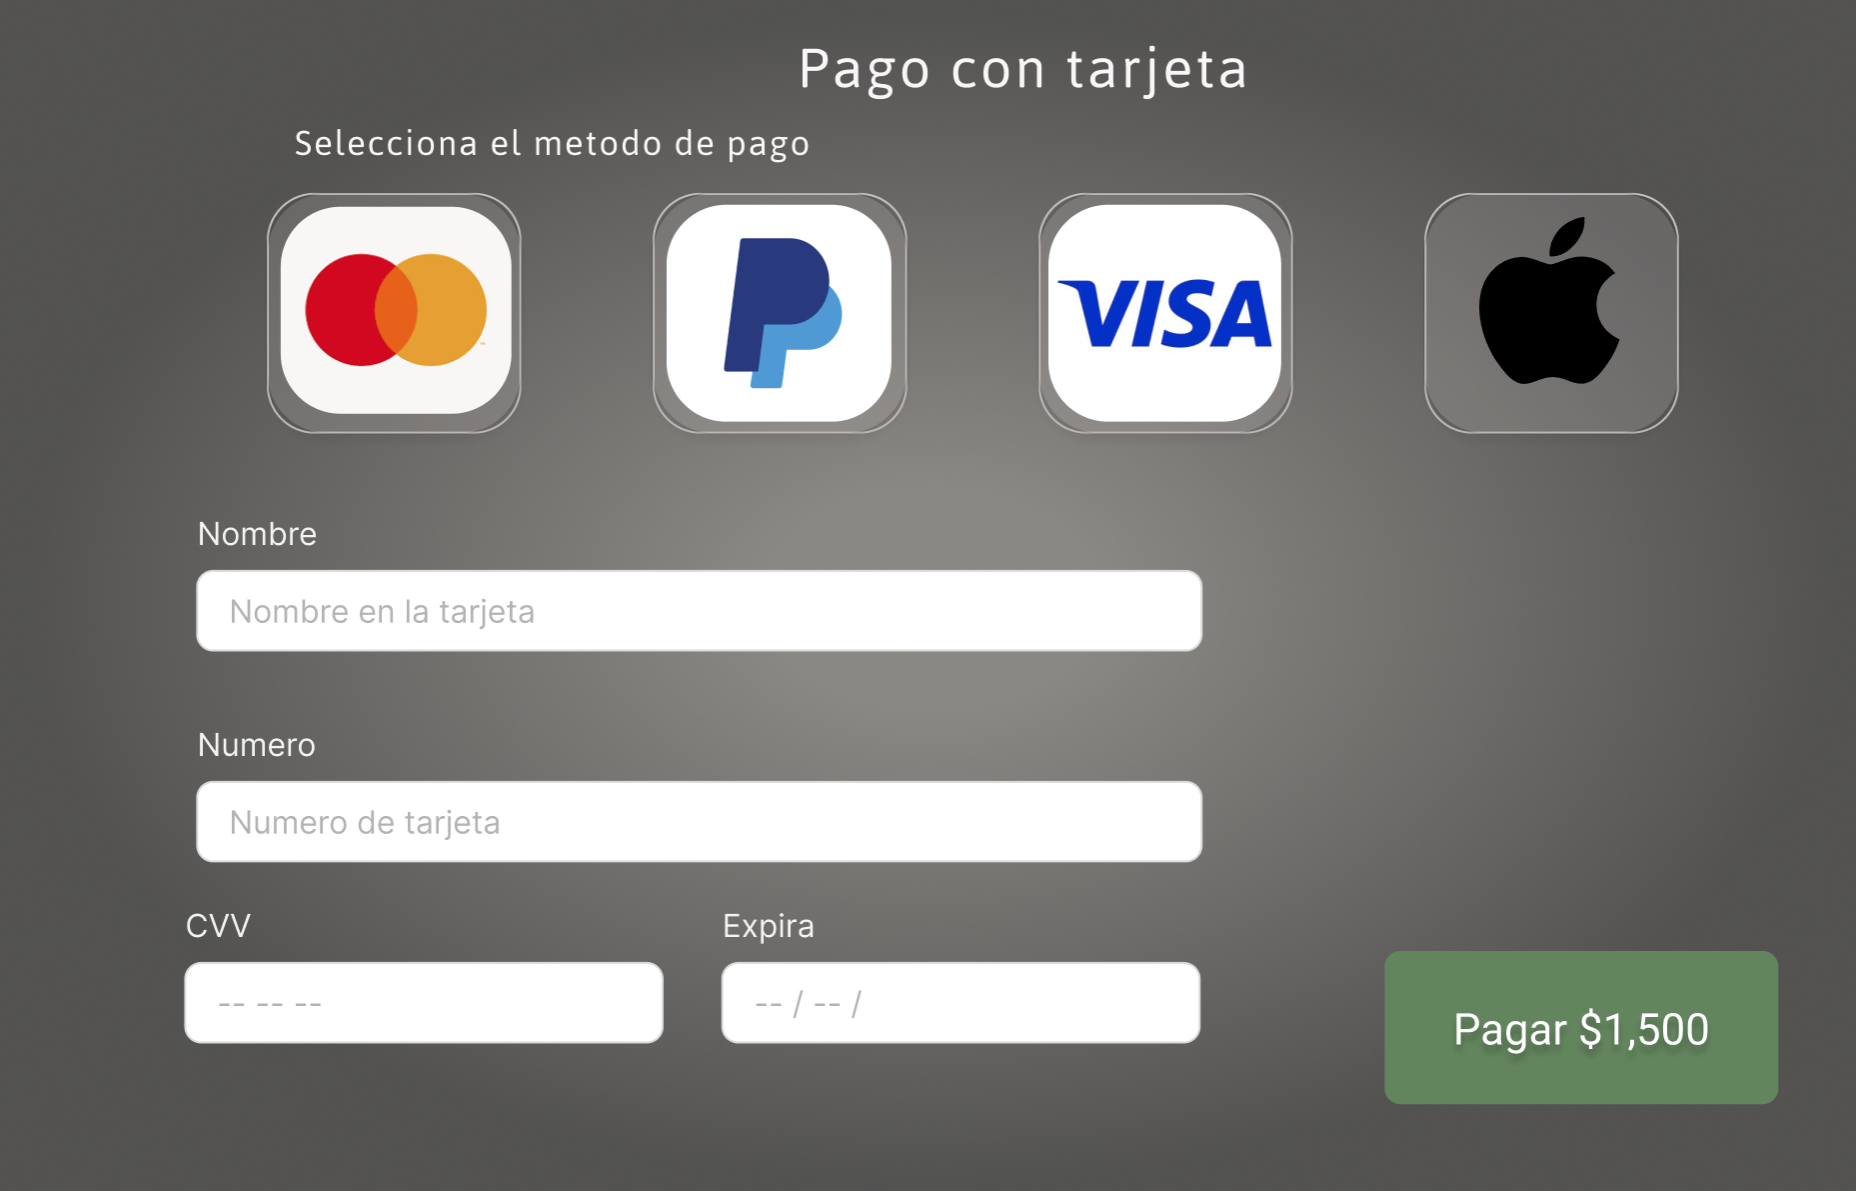 Pago con tarjeta
Selecciona el metodo de pago
VISA
Nombre
Nombre en la tarjeta
Numero
Numero de tarjeta
CVV Expira
-- -- -- -- / -- /
Pagar $1,500